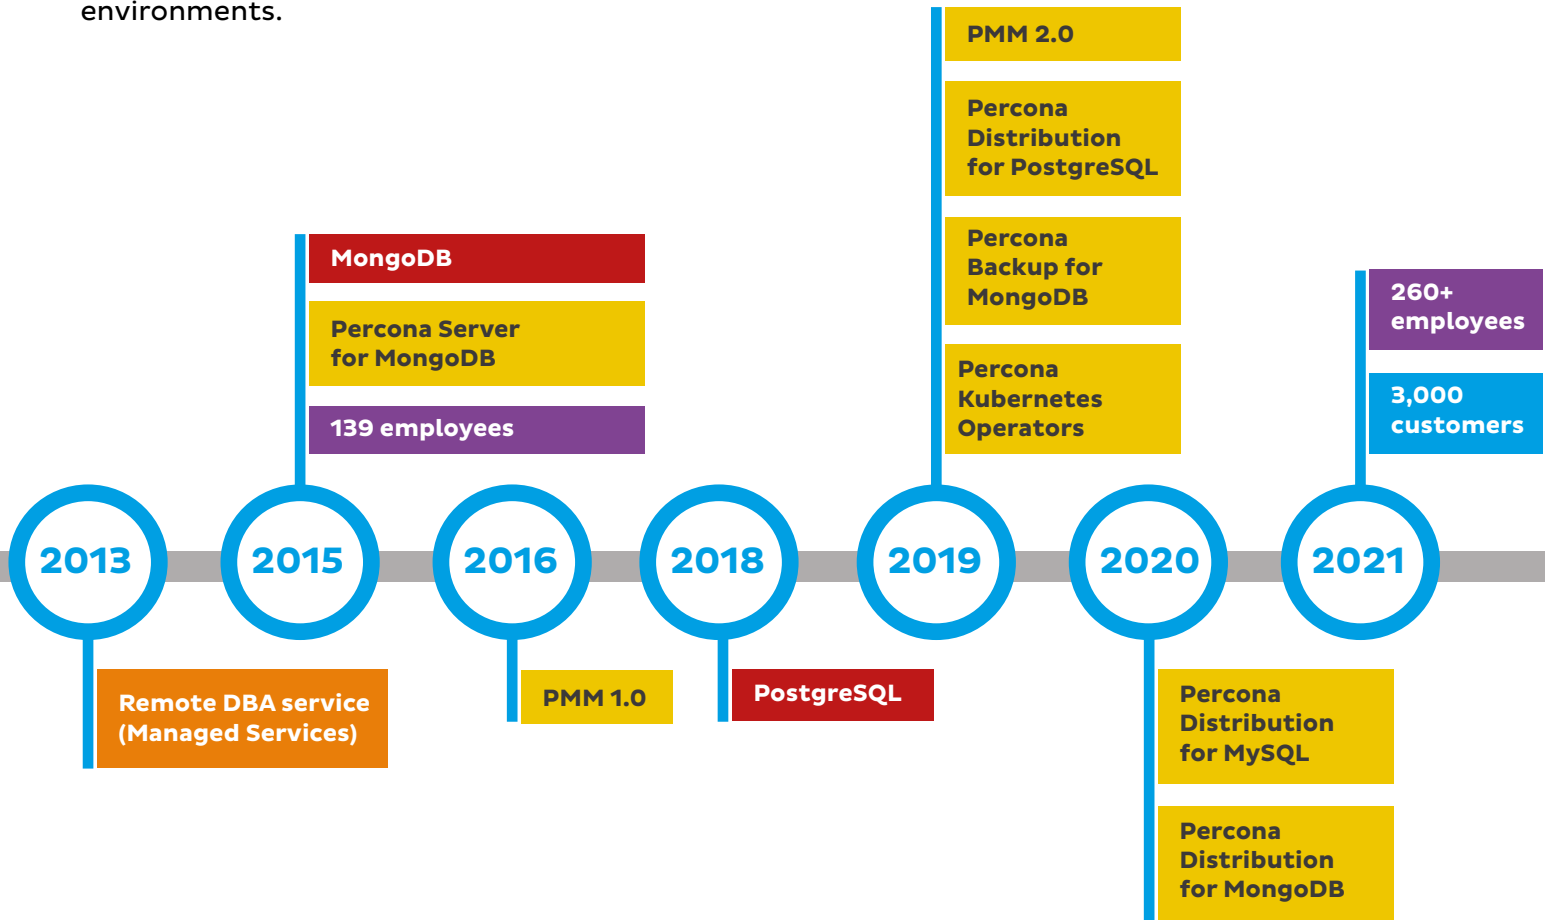 environments.
PMM 2.0
Percona
Distribution
for PostgreSQL
Percona
Backup for
MongoDB
Percona
Kubernetes
Operators
MongoDB
Percona Server
for MongoDB
139 employees
260+
employees
3,000
customers
2013
2015
2016
2018
2019
2020
2021
Remote DBA service
(Managed Services)
PMM 1.0
PostgreSQL
Percona
Distribution
for MySQL
Percona
Distribution
for MongoDB